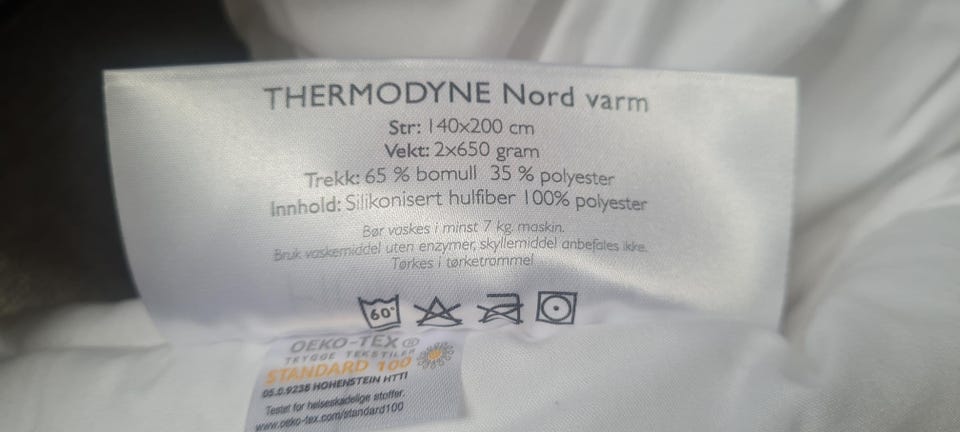 THERMODYNE Nord varm
Str: 140x200 cm
Vekt: 2x650 gram
Trekk: 65 % bomull 35 % polyester
Innhold: Silikonisert hulfiber 100% polyester
Bør vaskes i minst 7 kg. maskin.
Bruk vaskemiddel uten enzymer, skyllemiddel anbefales ikke.
Tørkes i tørketrommel
60°
OEKO-TEX®
TRYGGE TEKSTILER
STANDARD 100
05.0.9238 HOHENSTEIN HTTI
Testet for helseskadelige stoffer.
www.oeko-tex.com/standard100